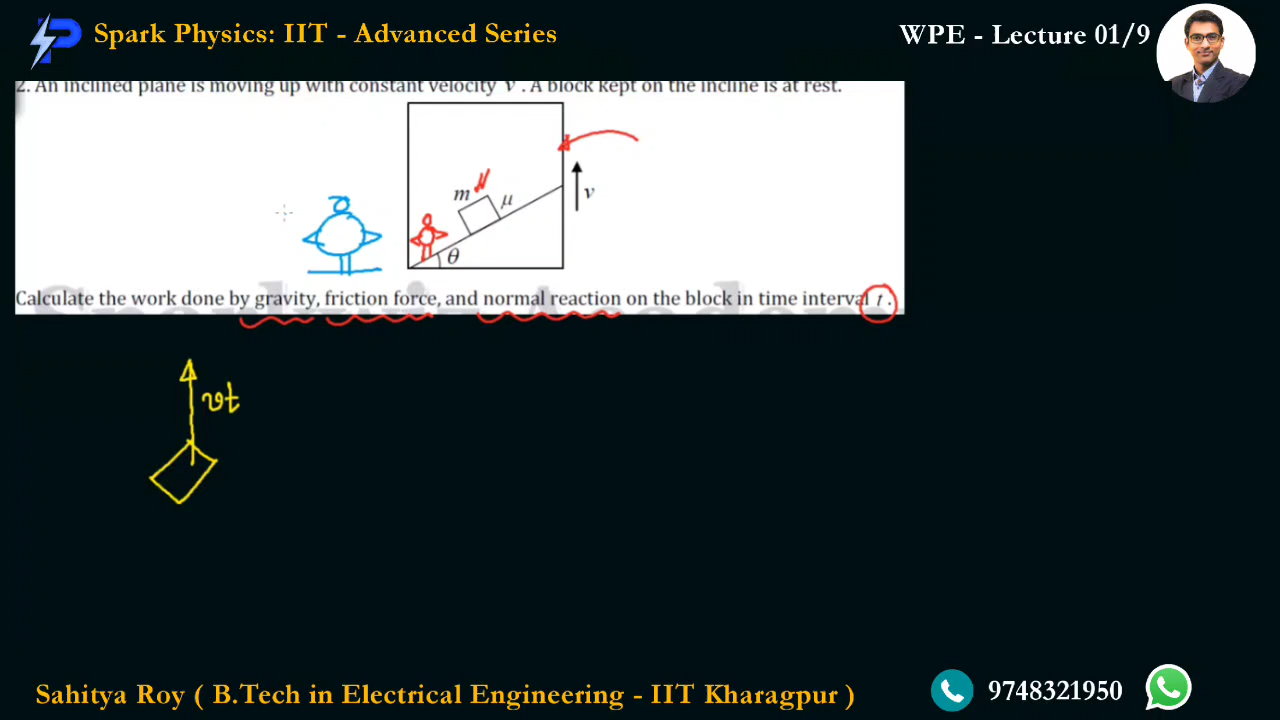 Spark Physics: IIT - Advanced Series
WPE - Lecture 01/9
2. An inclined plane is moving up with constant velocity v . A block kept on the incline is at rest.
m
N
μ
v
θ
Calculate the work done by gravity, friction force, and normal reaction on the block in time interval t .
vt
Sahitya Roy ( B.Tech in Electrical Engineering - IIT Kharagpur )
9748321950